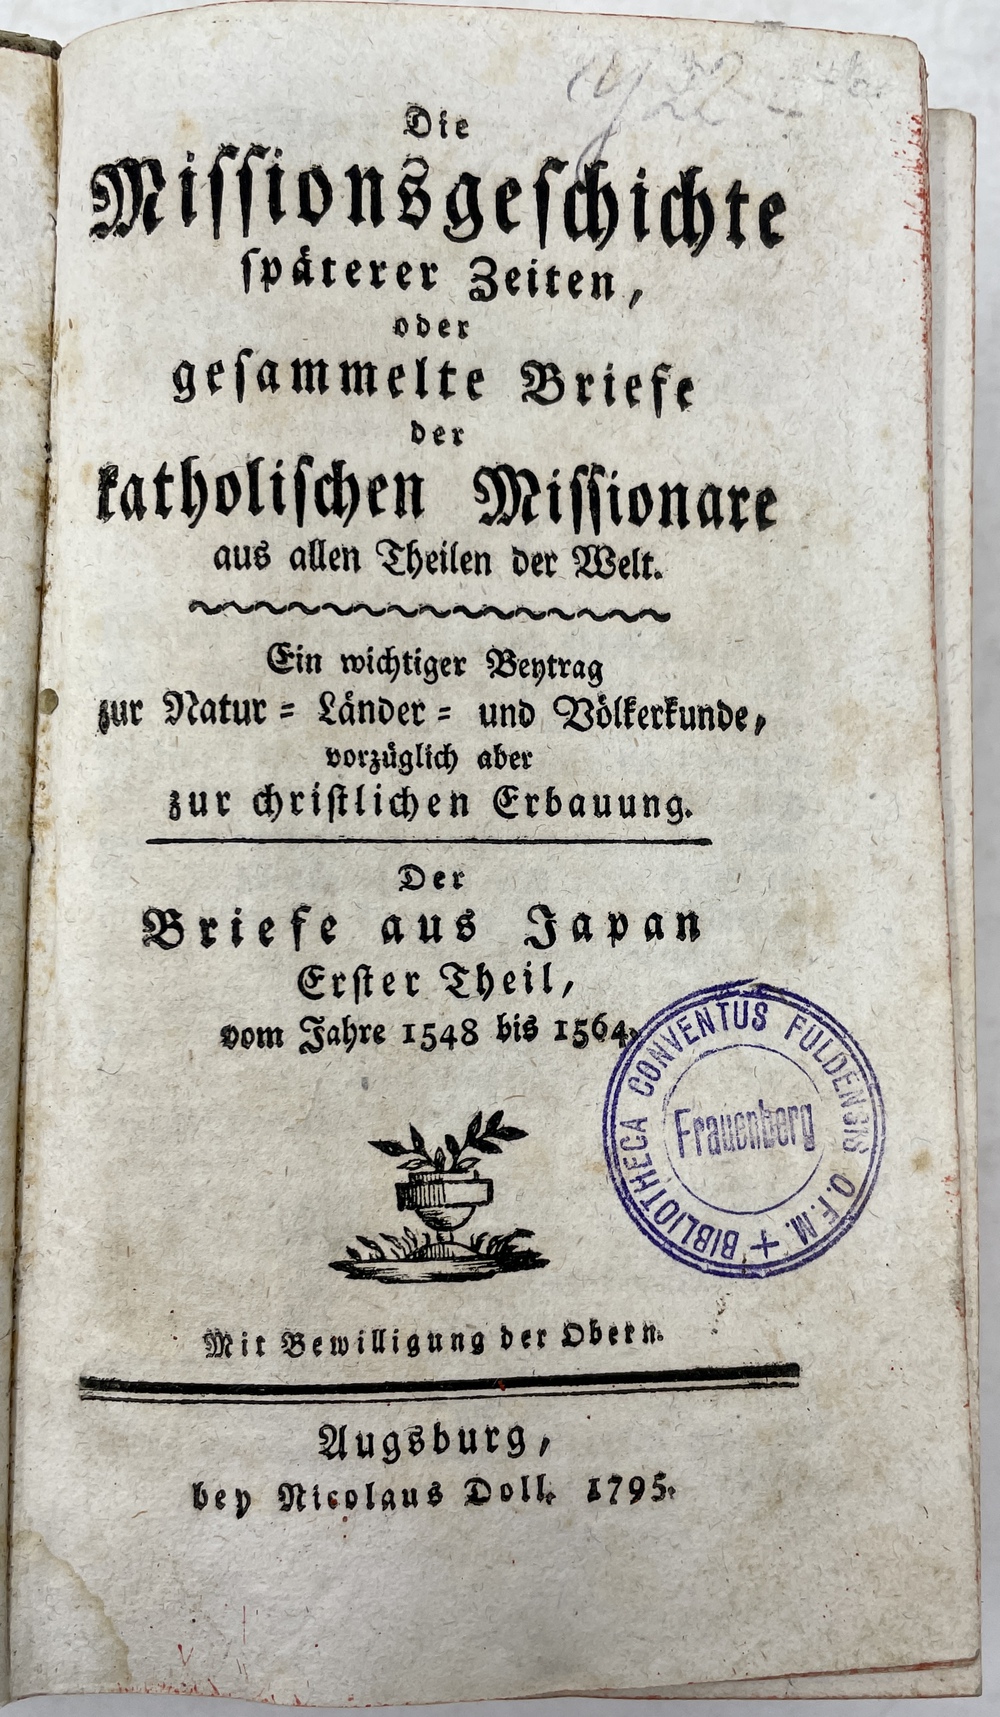 Die
Miſſionsgeſchichte
ſpäterer Zeiten,
oder
geſammelte Briefe
der
katholiſchen Miſſionare
aus allen Theilen der Welt.
Ein wichtiger Beytrag
zur Natur = Länder = und Völkerkunde,
vorzüglich aber
zur chriſtlichen Erbauung.
Der
Briefe aus Japan
Erſter Theil,
vom Jahre 1548 bis 1564.
BIBLIOTHECA CONVENTUS FULDENSIS O.F.M. +
Frauenberg
Mit Bewilligung der Obern.
Augsburg,
bey Nicolaus Doll. 1795.